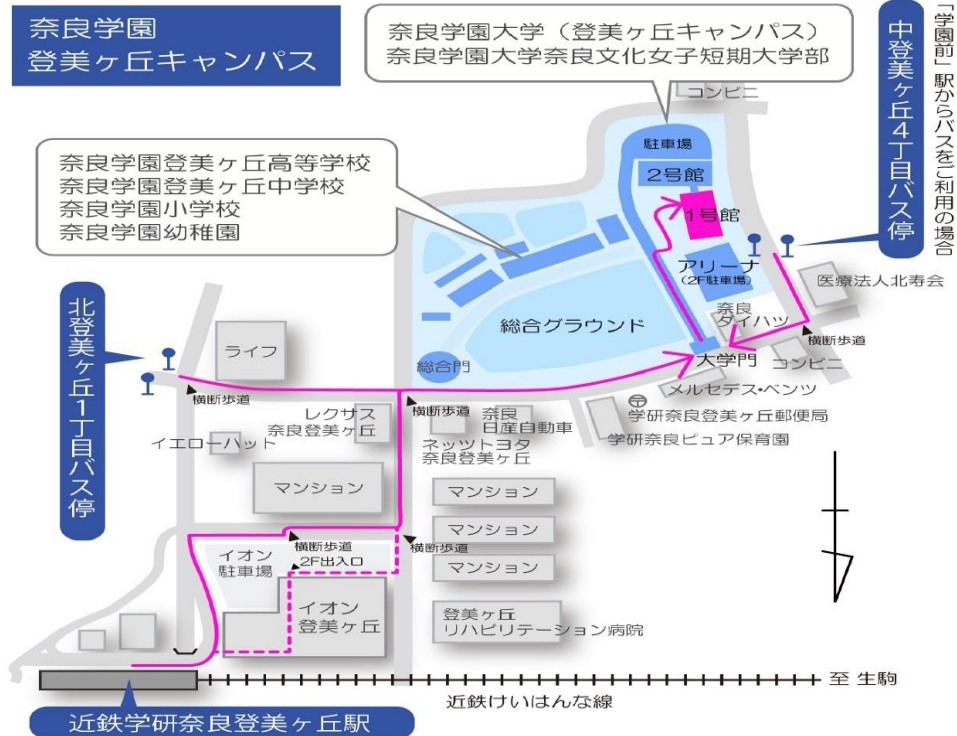 奈良学園
登美ヶ丘キャンパス
奈良学園大学（登美ヶ丘キャンパス）
奈良学園大学奈良文化女子短期大学部
「学園前」駅からバスをご利用の場合
中登美ヶ丘4丁目バス停
コンビニ
駐車場
2号館
1号館
奈良学園登美ヶ丘高等学校
奈良学園登美ヶ丘中学校
奈良学園小学校
奈良学園幼稚園
アリーナ
（2F駐車場）
医療法人北寿会
奈良
ダイハツ
総合グラウンド
横断歩道
北登美ヶ丘1丁目バス停
ライフ
総合門
大学門
コンビニ
メルセデス・ベンツ
横断歩道
横断歩道
レクサス
奈良登美ヶ丘
奈良
日産自動車
学研奈良登美ヶ丘郵便局
イエローハット
ネッツトヨタ
奈良登美ヶ丘
学研奈良ピュア保育園
マンション
マンション
マンション
横断歩道
横断歩道
2F出入口
イオン
駐車場
マンション
イオン
登美ヶ丘
登美ヶ丘
リハビリテーション病院
至 生駒
近鉄けいはんな線
近鉄学研奈良登美ヶ丘駅